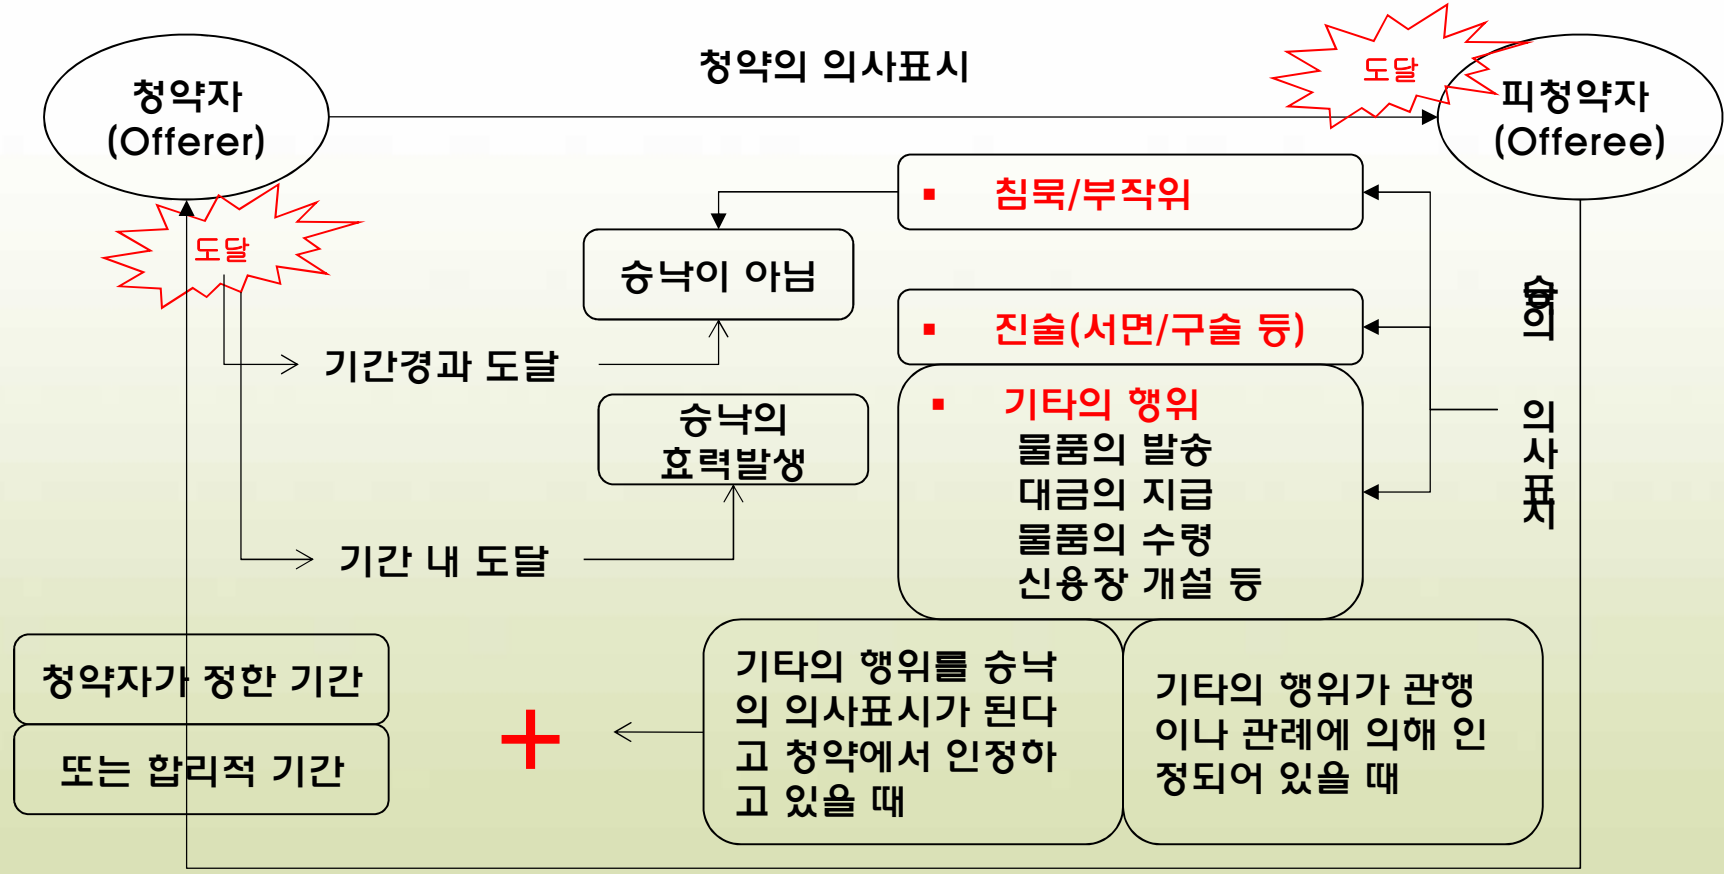 청약의 의사표시
청약자
(Offerer)
도달
피청약자
(Offeree)
▪ 침묵/부작위
도달
승낙이 아님
▪ 진술(서면/구술 등)
기간경과 도달
▪ 기타의 행위
물품의 발송
대금의 지급
물품의 수령
신용장 개설 등
승낙의
효력발생
의사표시
기간 내 도달
청약자가 정한 기간
또는 합리적 기간
+
기타의 행위를 승낙
의 의사표시가 된다
고 청약에서 인정하
고 있을 때
기타의 행위가 관행
이나 관례에 의해 인
정되어 있을 때